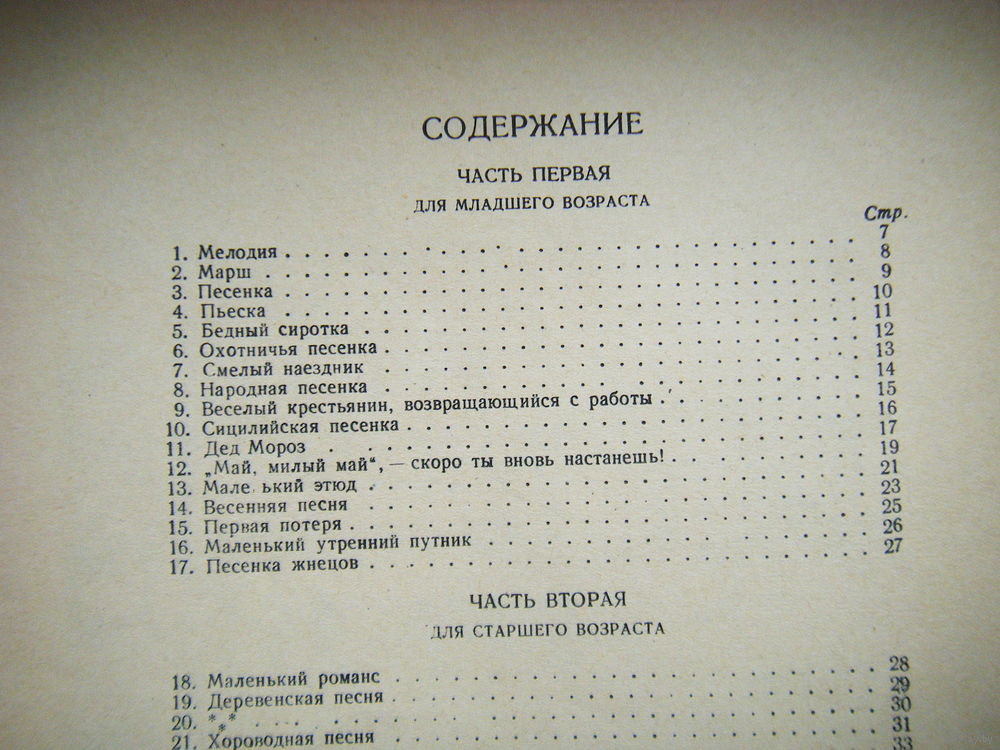 СОДЕРЖАНИЕ
ЧАСТЬ ПЕРВАЯ
ДЛЯ МЛАДШЕГО ВОЗРАСТА
Стр.
1. Мелодия . . . . . . . . . . 7
2. Марш . . . . . . . . . . 8
3. Песенка . . . . . . . . . . 9
4. Пьеска . . . . . . . . . . 10
5. Бедный сиротка . . . . . . . . . . 11
6. Охотничья песенка . . . . . . . . . . 12
7. Смелый наездник . . . . . . . . . . 13
8. Народная песенка . . . . . . . . . . 14
9. Веселый крестьянин, возвращающийся с работы . . . . . . . . . . 15
10. Сицилийская песенка . . . . . . . . . . 16
11. Дед Мороз . . . . . . . . . . 17
12. „Май, милый май“, — скоро ты вновь настанешь! . . . . . . . . . . 19
13. Мале ький этюд . . . . . . . . . . 21
14. Весенняя песня . . . . . . . . . . 23
15. Первая потеря . . . . . . . . . . 25
16. Маленький утренний путник . . . . . . . . . . 26
17. Песенка жнецов . . . . . . . . . . 27
ЧАСТЬ ВТОРАЯ
ДЛЯ СТАРШЕГО ВОЗРАСТА
18. Маленький романс . . . . . . . . . . 28
19. Деревенская песня . . . . . . . . . . 29
20. *** . . . . . . . . . . 30
21. Хороводная песня . . . . . . . . . . 31
33